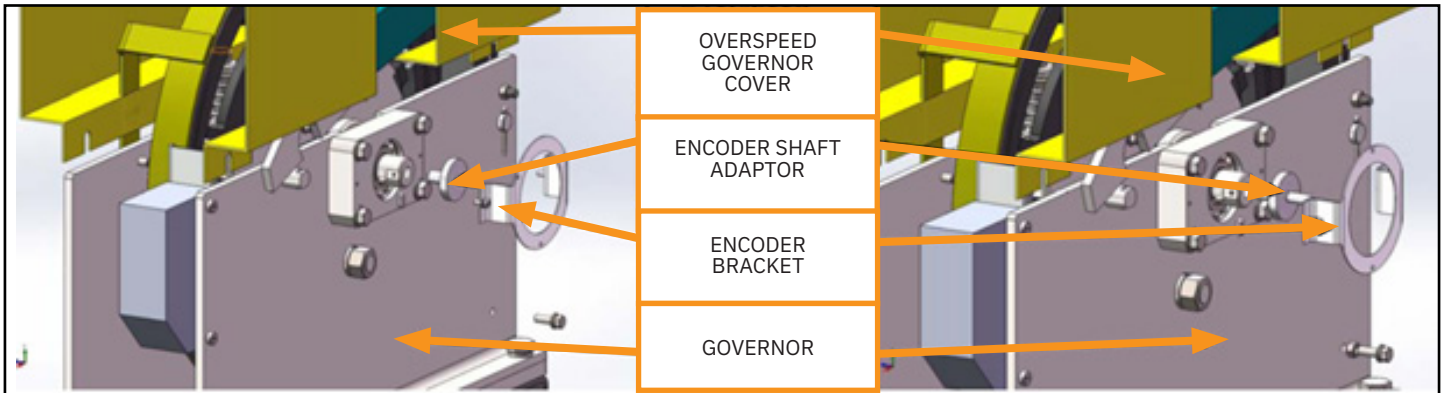 OVERSPEED
GOVERNOR
COVER
ENCODER SHAFT
ADAPTOR
ENCODER
BRACKET
GOVERNOR